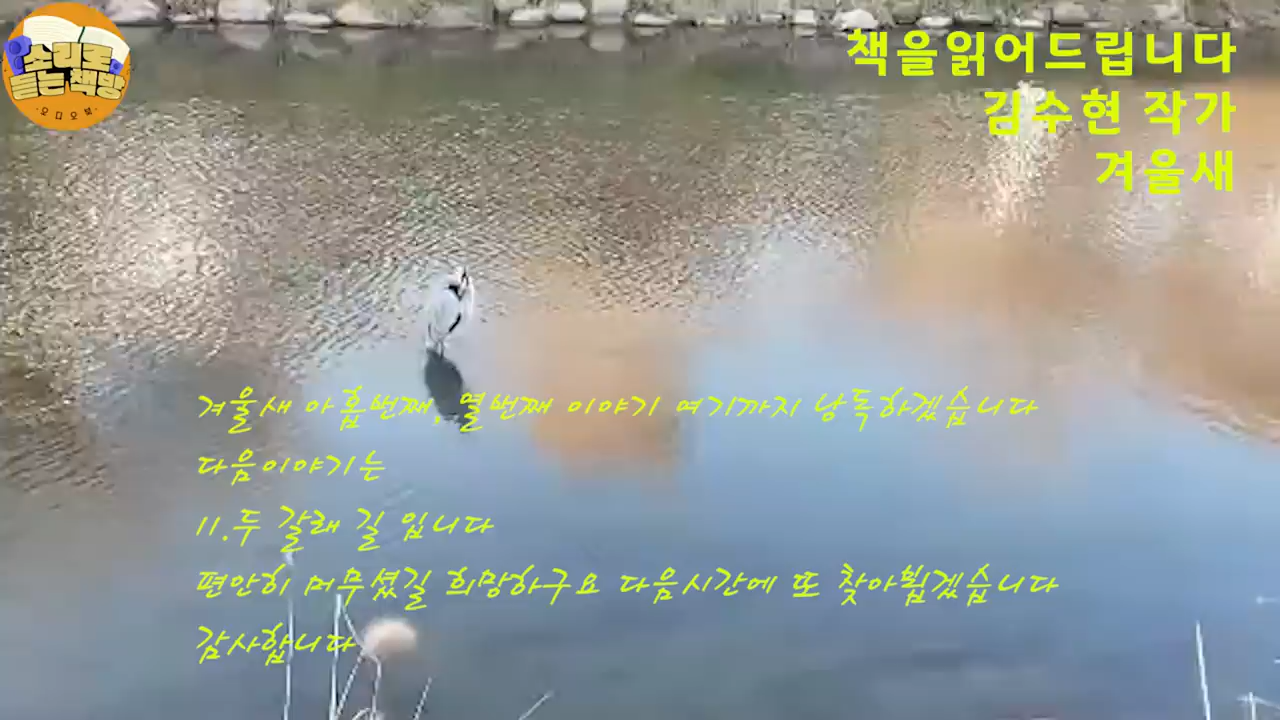 소리로
듣는책방
·오디오북·
책을읽어드립니다
김수현 작가
겨울새
겨울새 아홉번째, 열번째 이야기 여기까지 낭독하겠습니다
다음이야기는
11.두 갈래 길 입니다
편안히 머무셨길 희망하구요 다음시간에 또 찾아뵙겠습니다
감사합니다